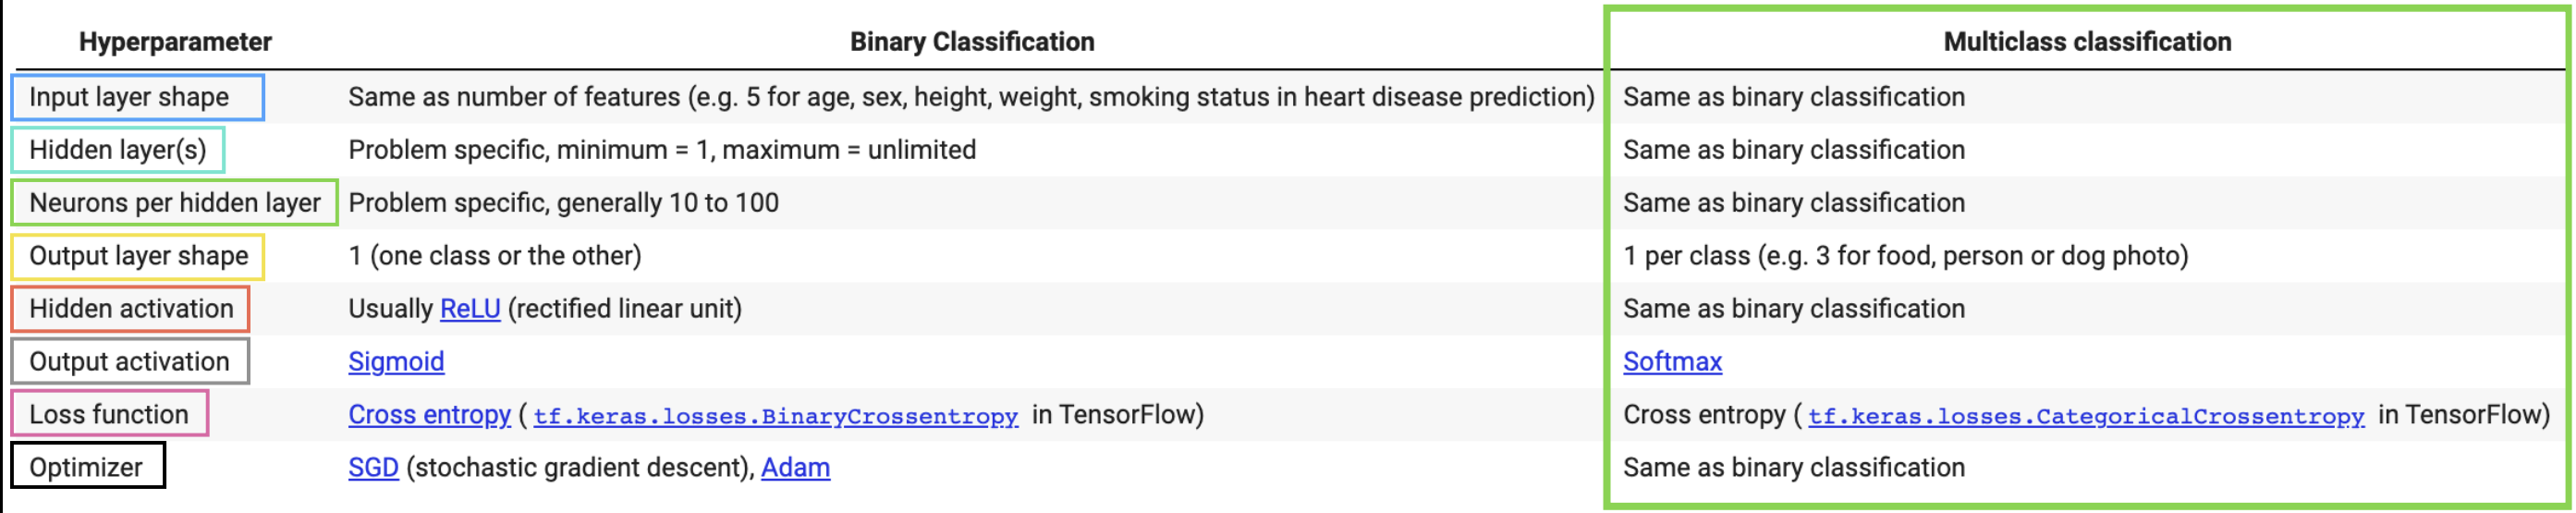 Hyperparameter Binary Classification Multiclass classification
Input layer shape Same as number of features (e.g. 5 for age, sex, height, weight, smoking status in heart disease prediction) Same as binary classification
Hidden layer(s) Problem specific, minimum = 1, maximum = unlimited Same as binary classification
Neurons per hidden layer Problem specific, generally 10 to 100 Same as binary classification
Output layer shape 1 (one class or the other) 1 per class (e.g. 3 for food, person or dog photo)
Hidden activation Usually ReLU (rectified linear unit) Same as binary classification
Output activation Sigmoid Softmax
Loss function Cross entropy ( tf.keras.losses.BinaryCrossentropy in TensorFlow) Cross entropy ( tf.keras.losses.CategoricalCrossentropy in TensorFlow)
Optimizer SGD (stochastic gradient descent), Adam Same as binary classification